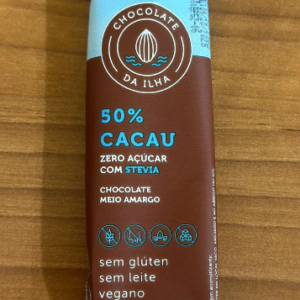 CHOCOLATE
DA ILHA
50%
CACAU
ZERO AÇÚCAR
COM STEVIA
CHOCOLATE
MEIO AMARGO
sem glúten
sem leite
vegano